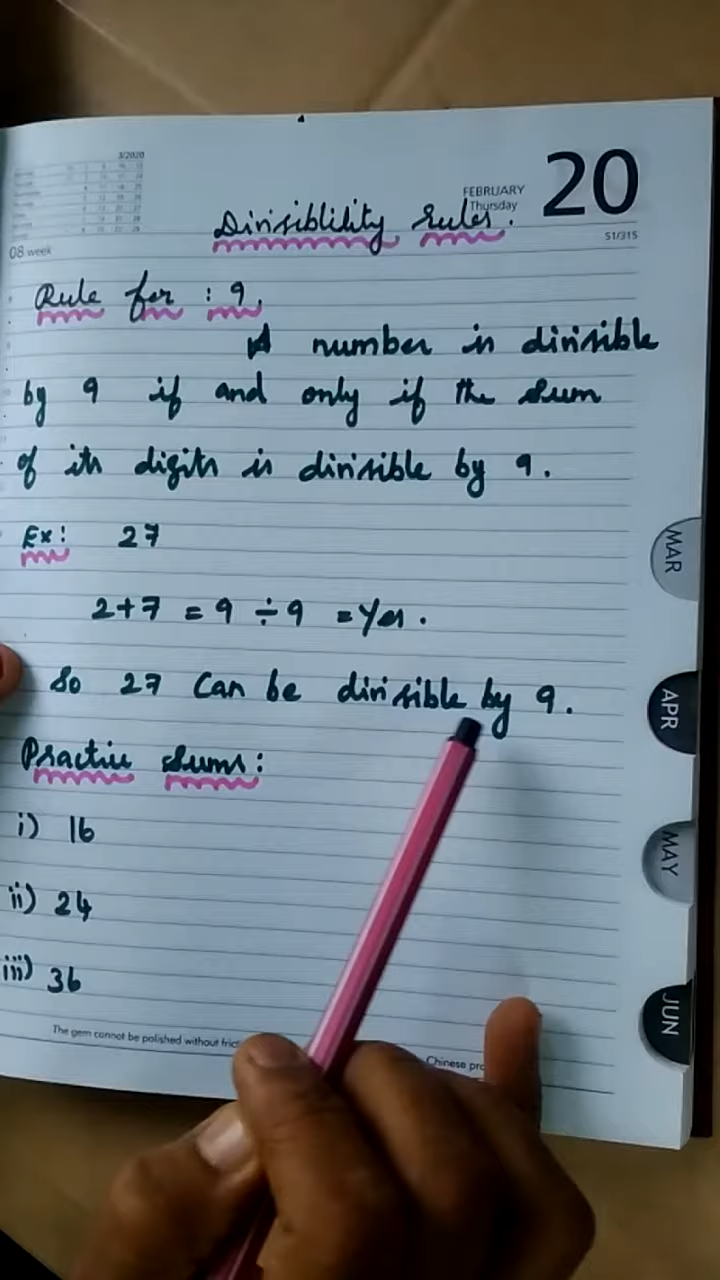 3/2020
FEBRUARY
Thursday
20
51/315
08 week
Divisiblility Rules.
Rule for : 9.
A number is divisible
by 9 if and only if the sum
of its digits is divisible by 9.
Ex: 27
2+7 = 9 ÷ 9 = Yes.
So 27 Can be divisible by 9.
Practice Sums:
i) 16
ii) 24
iii) 36
The gem cannot be polished without
Chinese
MAR
APR
MAY
JUN